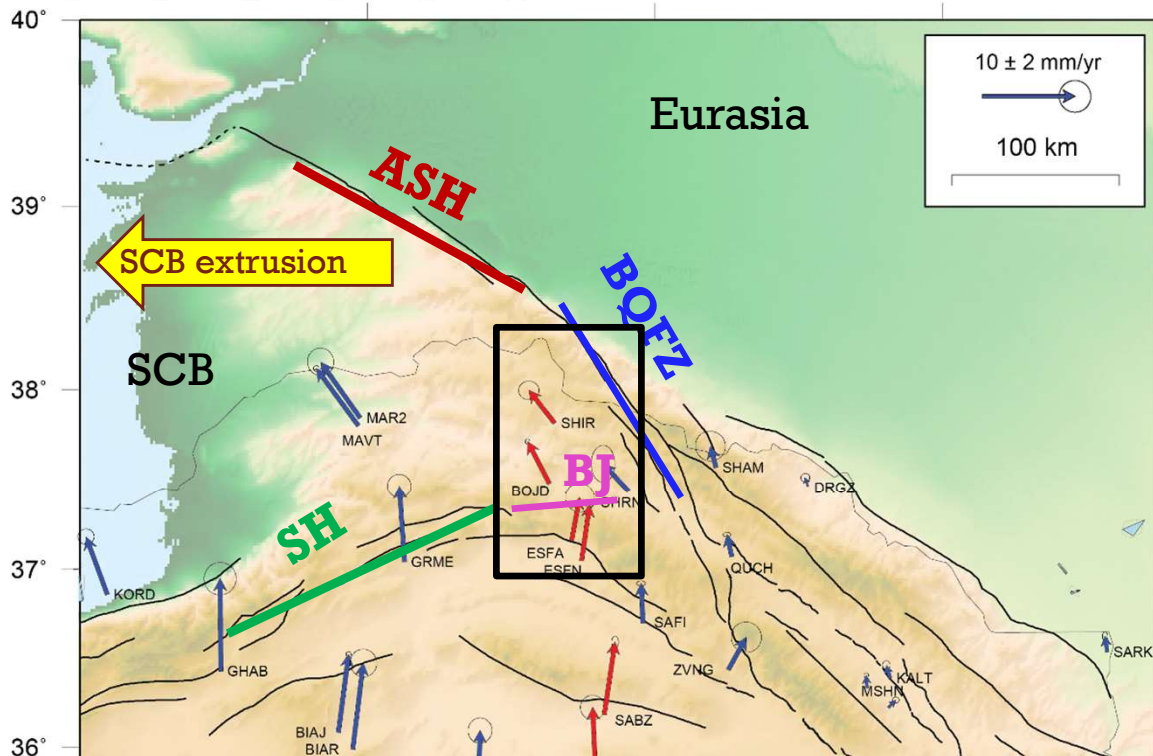 40°
10 ± 2 mm/yr
Eurasia
100 km
39°
ASH
SCB extrusion
BQFZ
SCB
38°
MAR2
MAVT
SHIR
SHAM
BJ
BOJD
SHRN
DRGZ
SH
GRME
ESFA
ESFN
QUCH
37°
KORD
SAFI
SARK
GHAB
ZVNG
KALT
MSHN
BIAJ
BIAR
SABZ
36°